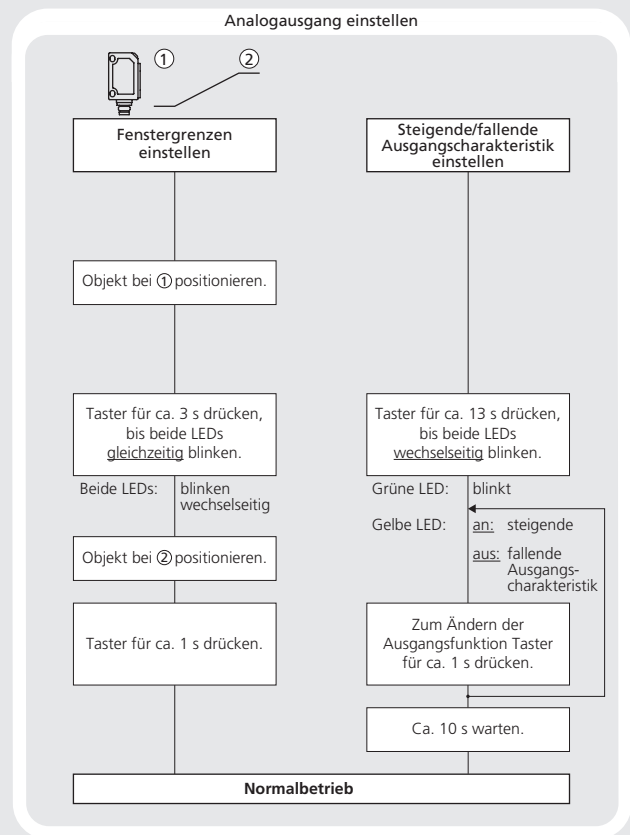 Analogausgang einstellen
① ②
Fenstergrenzen
einstellen
Objekt bei ① positionieren.
Taster für ca. 3 s drücken,
bis beide LEDs
gleichzeitig blinken.
Beide LEDs: blinken
wechselseitig
Objekt bei ② positionieren.
Taster für ca. 1 s drücken.
Steigende/fallende
Ausgangscharakteristik
einstellen
Taster für ca. 13 s drücken,
bis beide LEDs
wechselseitig blinken.
Grüne LED: blinkt
Gelbe LED: an: steigende
aus: fallende
Ausgangs-
charakteristik
Zum Ändern der
Ausgangsfunktion Taster
für ca. 1 s drücken.
Ca. 10 s warten.
Normalbetrieb